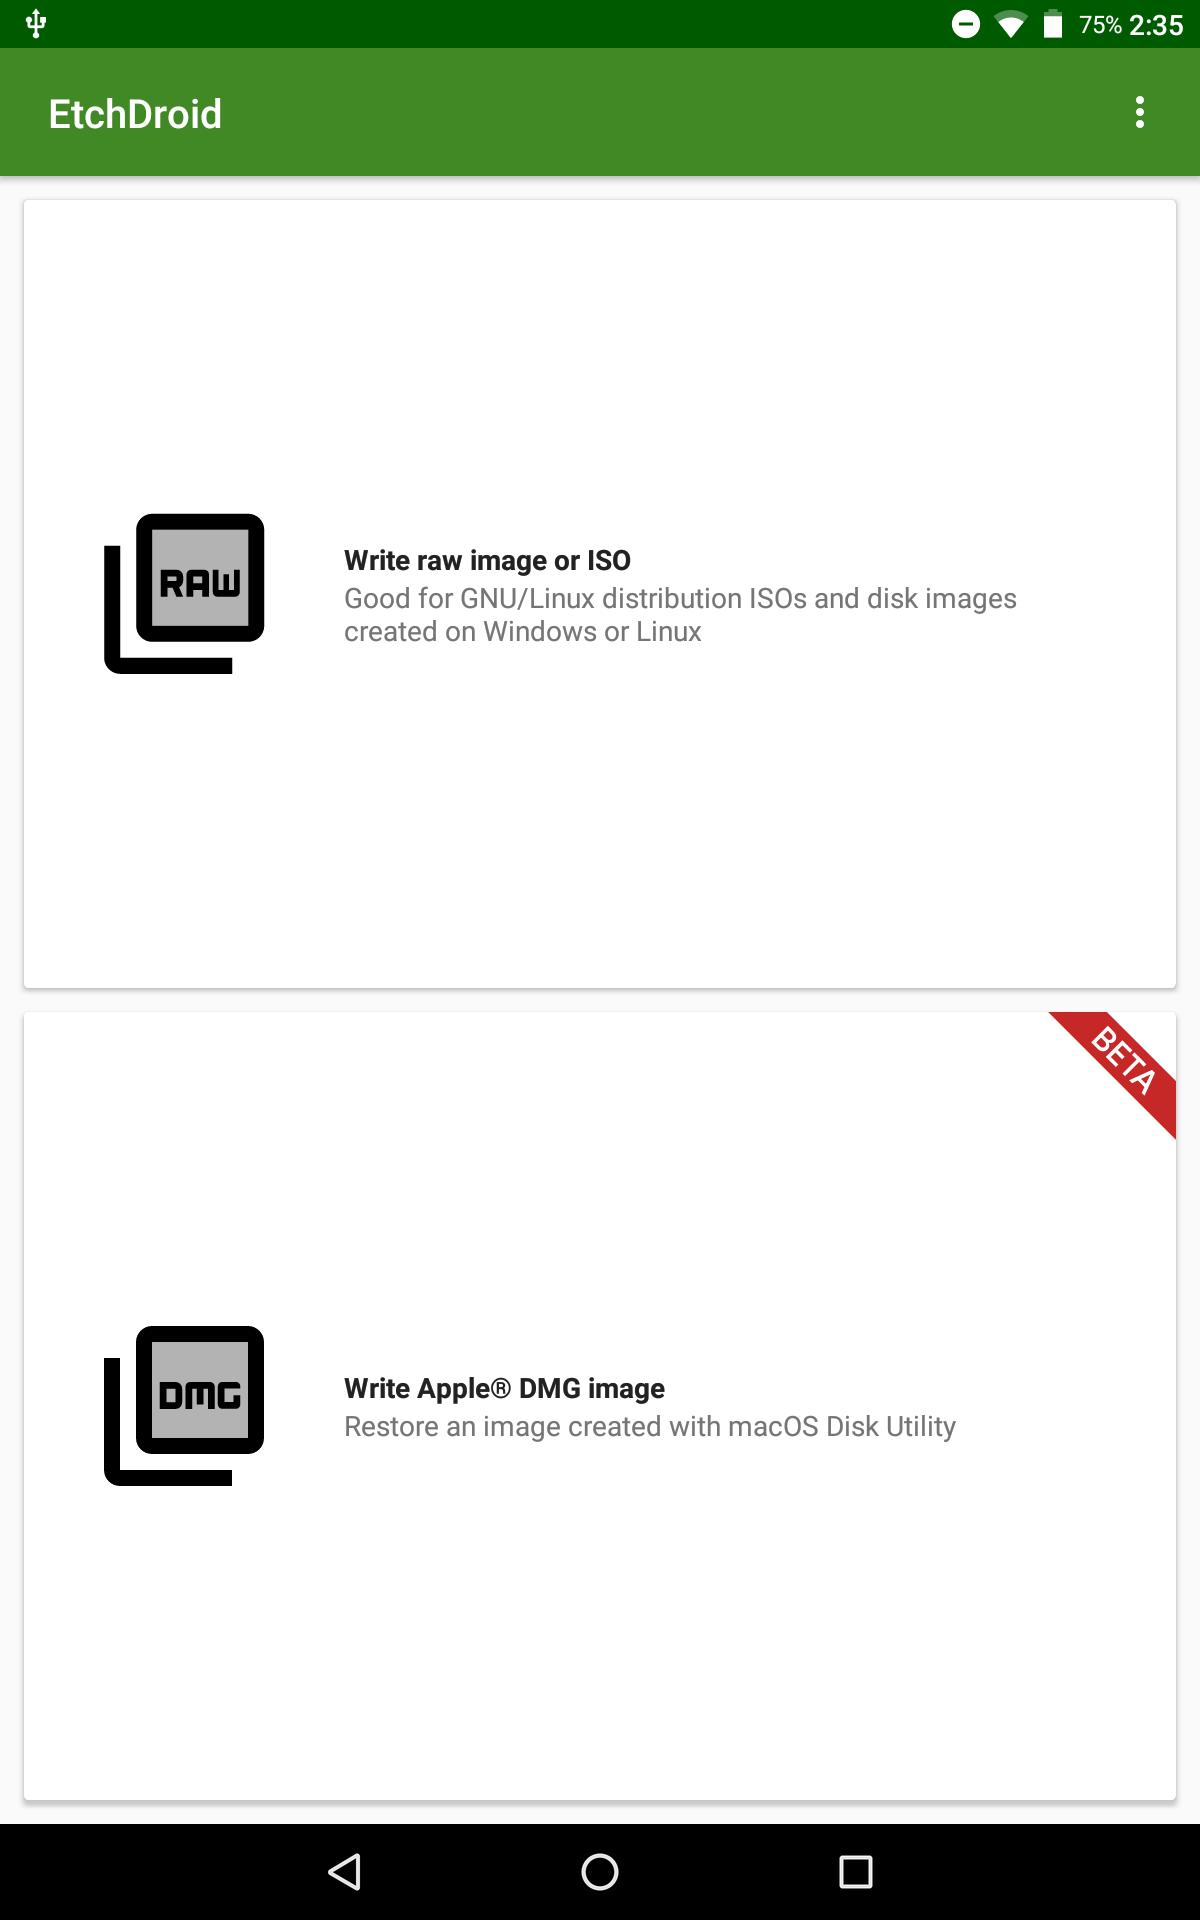 75% 2:35
EtchDroid
RAW
Write raw image or ISO
Good for GNU/Linux distribution ISOs and disk images
created on Windows or Linux
BETA
DMG
Write Apple® DMG image
Restore an image created with macOS Disk Utility